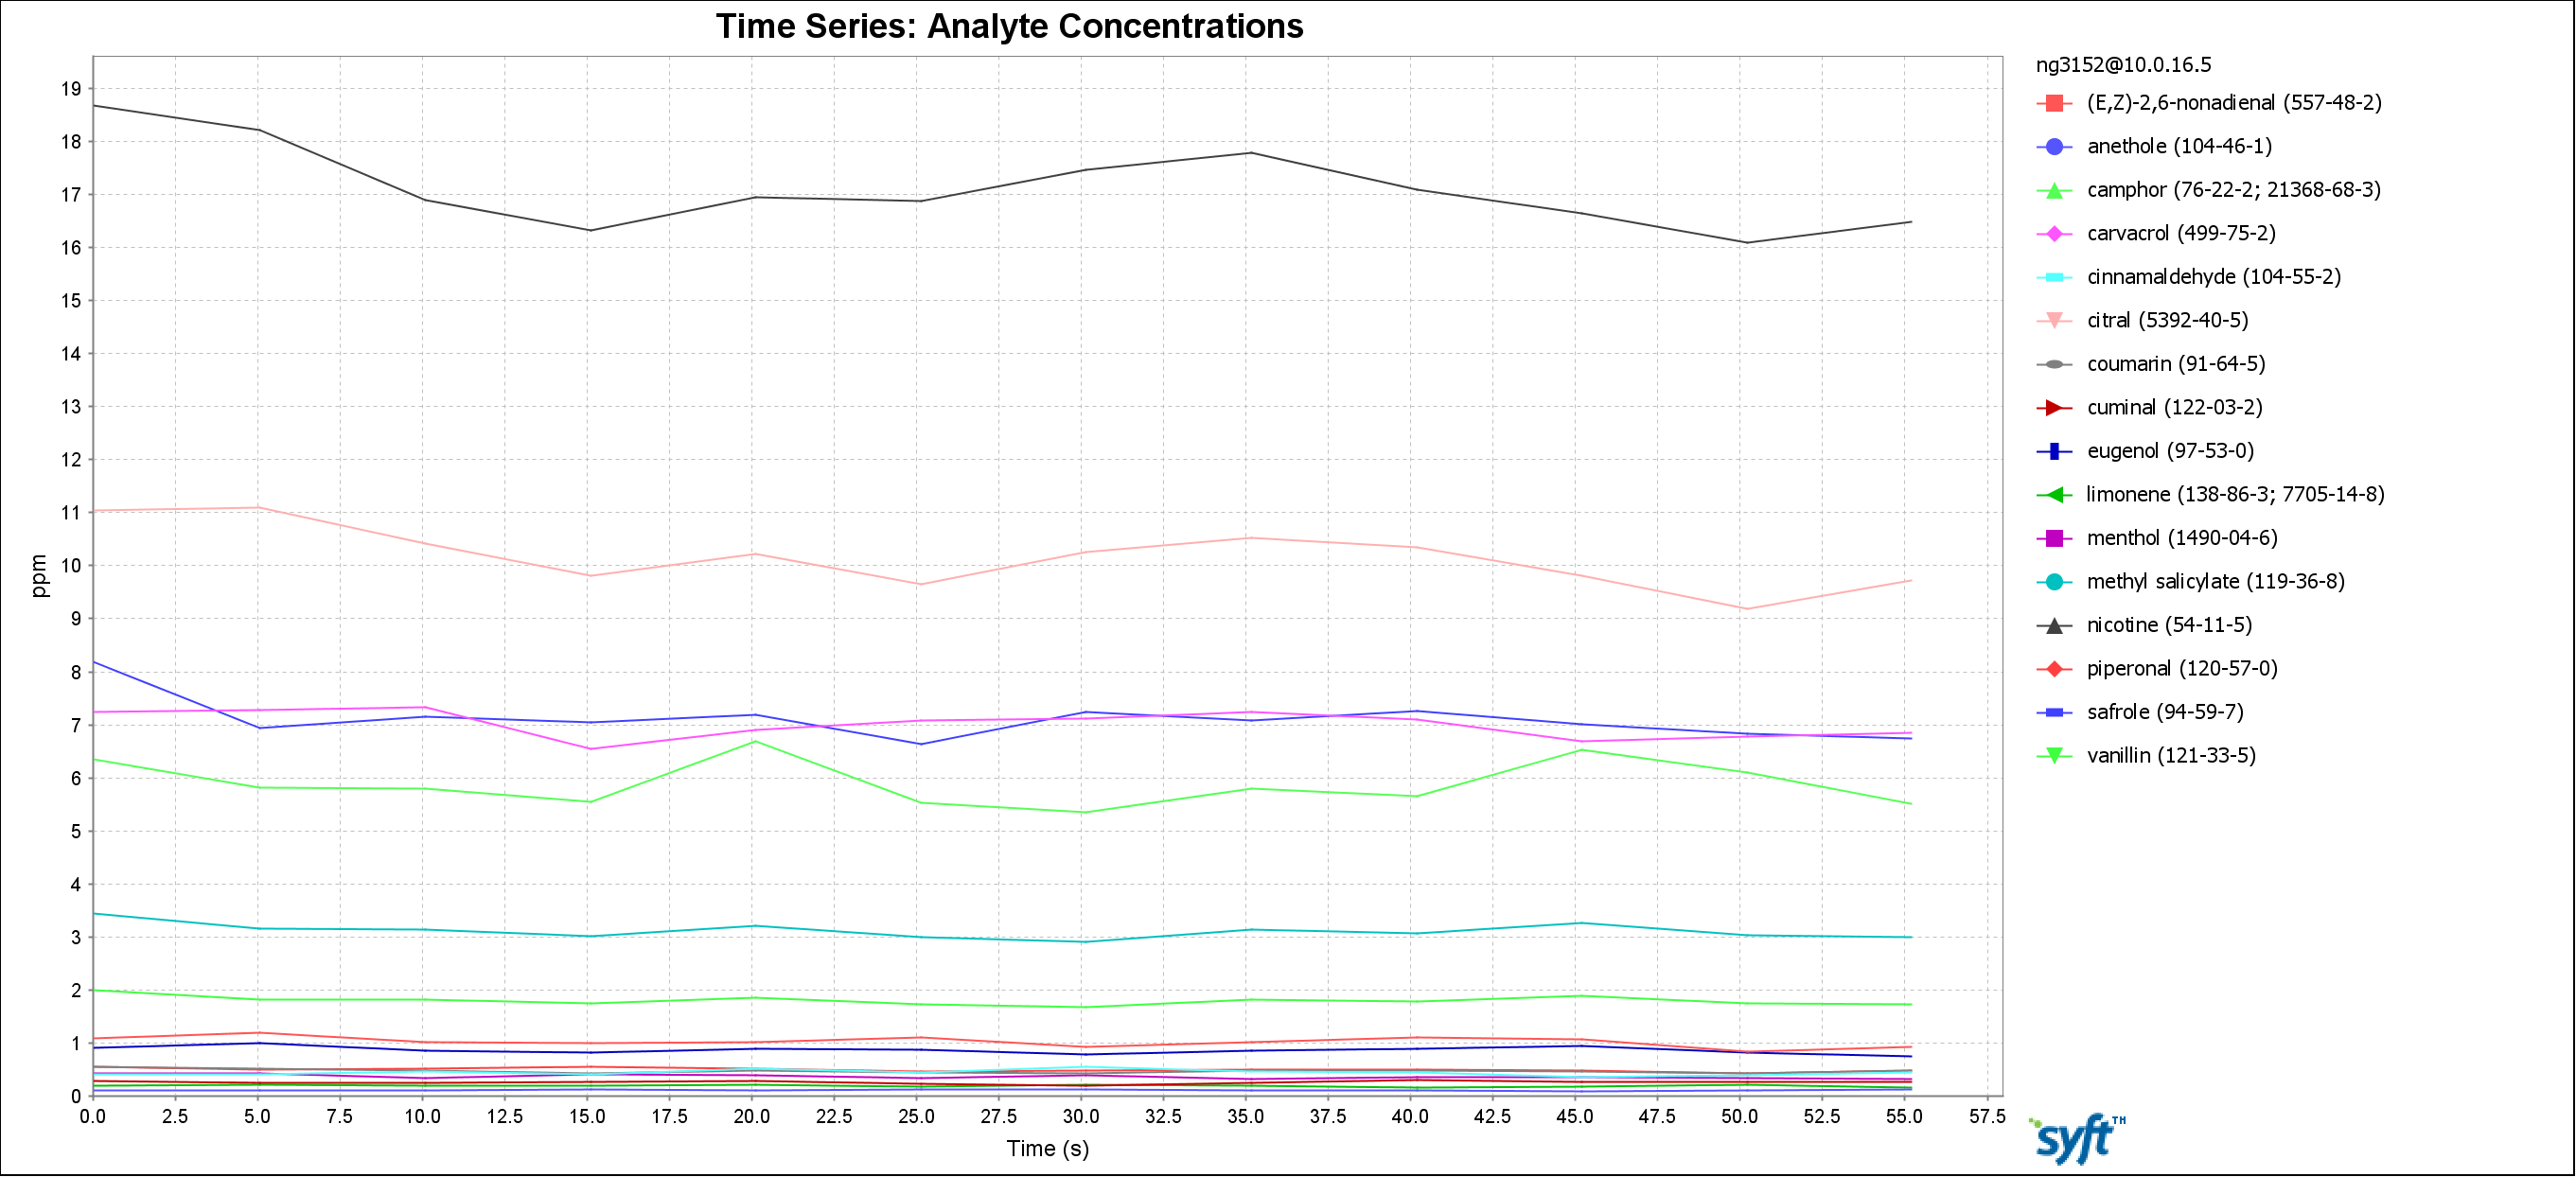 Time Series: Analyte Concentrations
ng3152@10.0.16.5
(E,Z)-2,6-nonadienal (557-48-2)
anethole (104-46-1)
camphor (76-22-2; 21368-68-3)
carvacrol (499-75-2)
cinnamaldehyde (104-55-2)
citral (5392-40-5)
coumarin (91-64-5)
cuminal (122-03-2)
eugenol (97-53-0)
limonene (138-86-3; 7705-14-8)
menthol (1490-04-6)
methyl salicylate (119-36-8)
nicotine (54-11-5)
piperonal (120-57-0)
safrole (94-59-7)
vanillin (121-33-5)
ppm
19
18
17
16
15
14
13
12
11
10
9
8
7
6
5
4
3
2
1
0
0.0 2.5 5.0 7.5 10.0 12.5 15.0 17.5 20.0 22.5 25.0 27.5 30.0 32.5 35.0 37.5 40.0 42.5 45.0 47.5 50.0 52.5 55.0 57.5
Time (s)
syft™